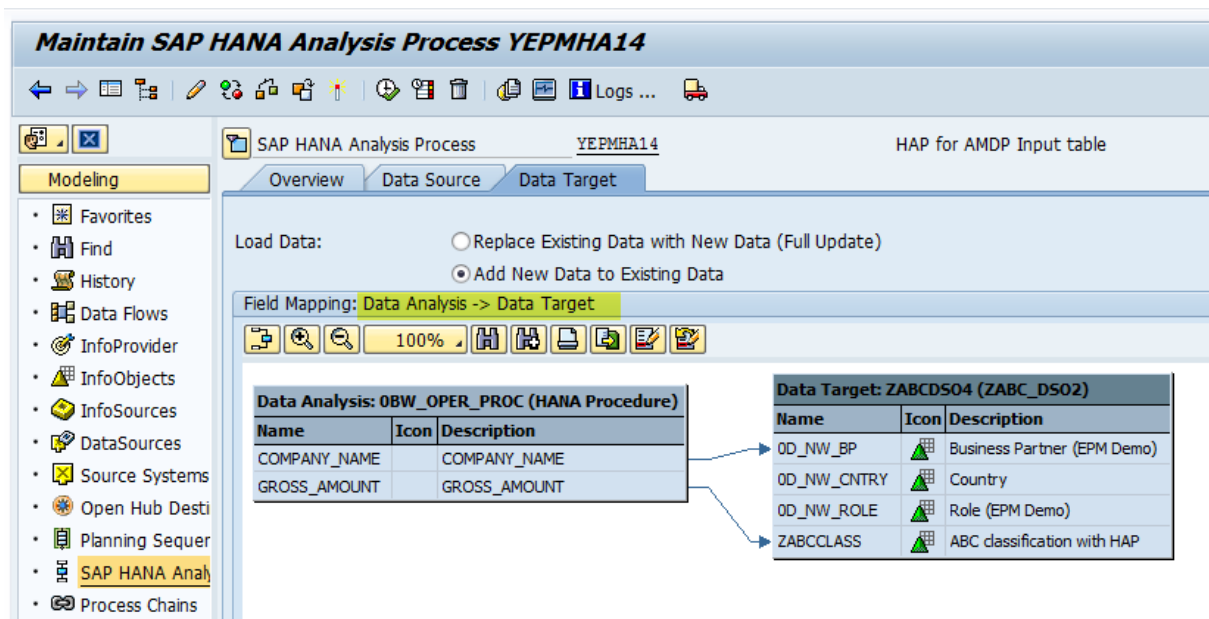 Maintain SAP HANA Analysis Process YEPMHA14
Logs ...
SAP HANA Analysis Process YEPMHA14 HAP for AMDP Input table
Modeling
Overview Data Source Data Target
Favorites
Find
History
Data Flows
InfoProvider
InfoObjects
InfoSources
DataSources
Source Systems
Open Hub Desti
Planning Sequer
SAP HANA Analy
Process Chains
Load Data: Replace Existing Data with New Data (Full Update)
Add New Data to Existing Data
Field Mapping: Data Analysis -> Data Target
100%
Data Analysis: 0BW_OPER_PROC (HANA Procedure)
Name Icon Description
COMPANY_NAME COMPANY_NAME
GROSS_AMOUNT GROSS_AMOUNT
Data Target: ZABCDSO4 (ZABC_DSO2)
Name Icon Description
0D_NW_BP Business Partner (EPM Demo)
0D_NW_CNTRY Country
0D_NW_ROLE Role (EPM Demo)
ZABCCLASS ABC classification with HAP